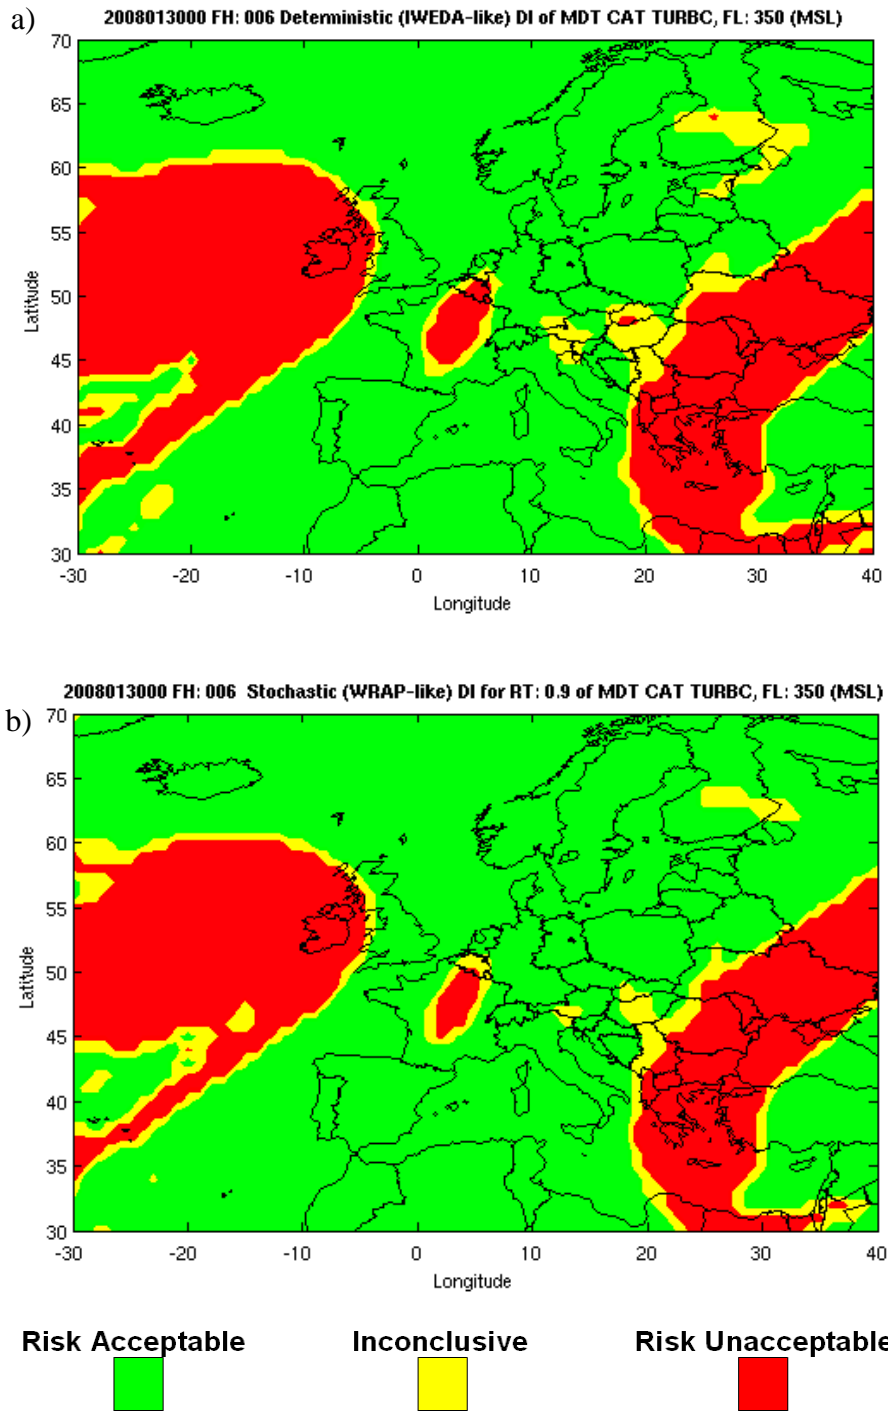 a)
2008013000 FH: 006 Deterministic (IWEDA-like) DI of MDT CAT TURBC, FL: 350 (MSL)
70
65
60
55
50
45
40
35
30
Latitude
-30 -20 -10 0 10 20 30 40
Longitude
b)
2008013000 FH: 006 Stochastic (WRAP-like) DI for RT: 0.9 of MDT CAT TURBC, FL: 350 (MSL)
70
65
60
55
50
45
40
35
30
Latitude
-30 -20 -10 0 10 20 30 40
Longitude
Risk Acceptable Inconclusive Risk Unacceptable